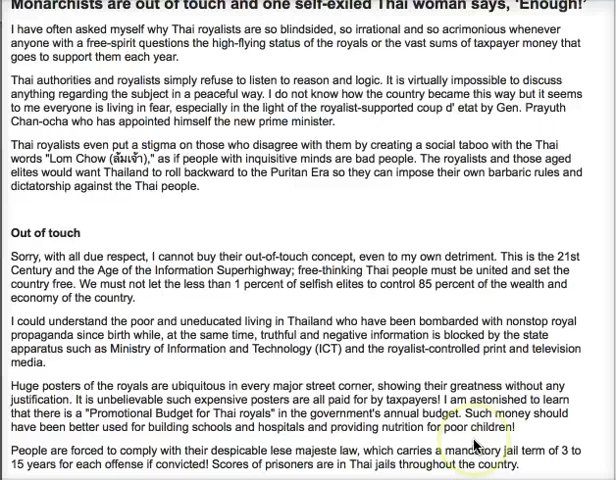 Monarchists are out of touch and one self-exiled Thai woman says, 'Enough!'
I have often asked myself why Thai royalists are so blindsided, so irrational and so acrimonious whenever
anyone with a free-spirit questions the high-flying status of the royals or the vast sums of taxpayer money that
goes to support them each year.
Thai authorities and royalists simply refuse to listen to reason and logic. It is virtually impossible to discuss
anything regarding the subject in a peaceful way. I do not know how the country became this way but it seems
to me everyone is living in fear, especially in the light of the royalist-supported coup d' etat by Gen. Prayuth
Chan-ocha who has appointed himself the new prime minister.
Thai royalists even put a stigma on those who disagree with them by creating a social taboo with the Thai
words "Lom Chow (ล้มเจ้า)," as if people with inquisitive minds are bad people. The royalists and those aged
elites would want Thailand to roll backward to the Puritan Era so they can impose their own barbaric rules and
dictatorship against the Thai people.
Out of touch
Sorry, with all due respect, I cannot buy their out-of-touch concept, even to my own detriment. This is the 21st
Century and the Age of the Information Superhighway; free-thinking Thai people must be united and set the
country free. We must not let the less than 1 percent of selfish elites to control 85 percent of the wealth and
economy of the country.
I could understand the poor and uneducated living in Thailand who have been bombarded with nonstop royal
propaganda since birth while, at the same time, truthful and negative information is blocked by the state
apparatus such as Ministry of Information and Technology (ICT) and the royalist-controlled print and television
media.
Huge posters of the royals are ubiquitous in every major street corner, showing their greatness without any
justification. It is unbelievable such expensive posters are all paid for by taxpayers! I am astonished to learn
that there is a "Promotional Budget for Thai royals" in the government's annual budget. Such money should
have been better used for building schools and hospitals and providing nutrition for poor children!
People are forced to comply with their despicable lese majeste law, which carries a mandatory jail term of 3 to
15 years for each offense if convicted! Scores of prisoners are in Thai jails throughout the country.